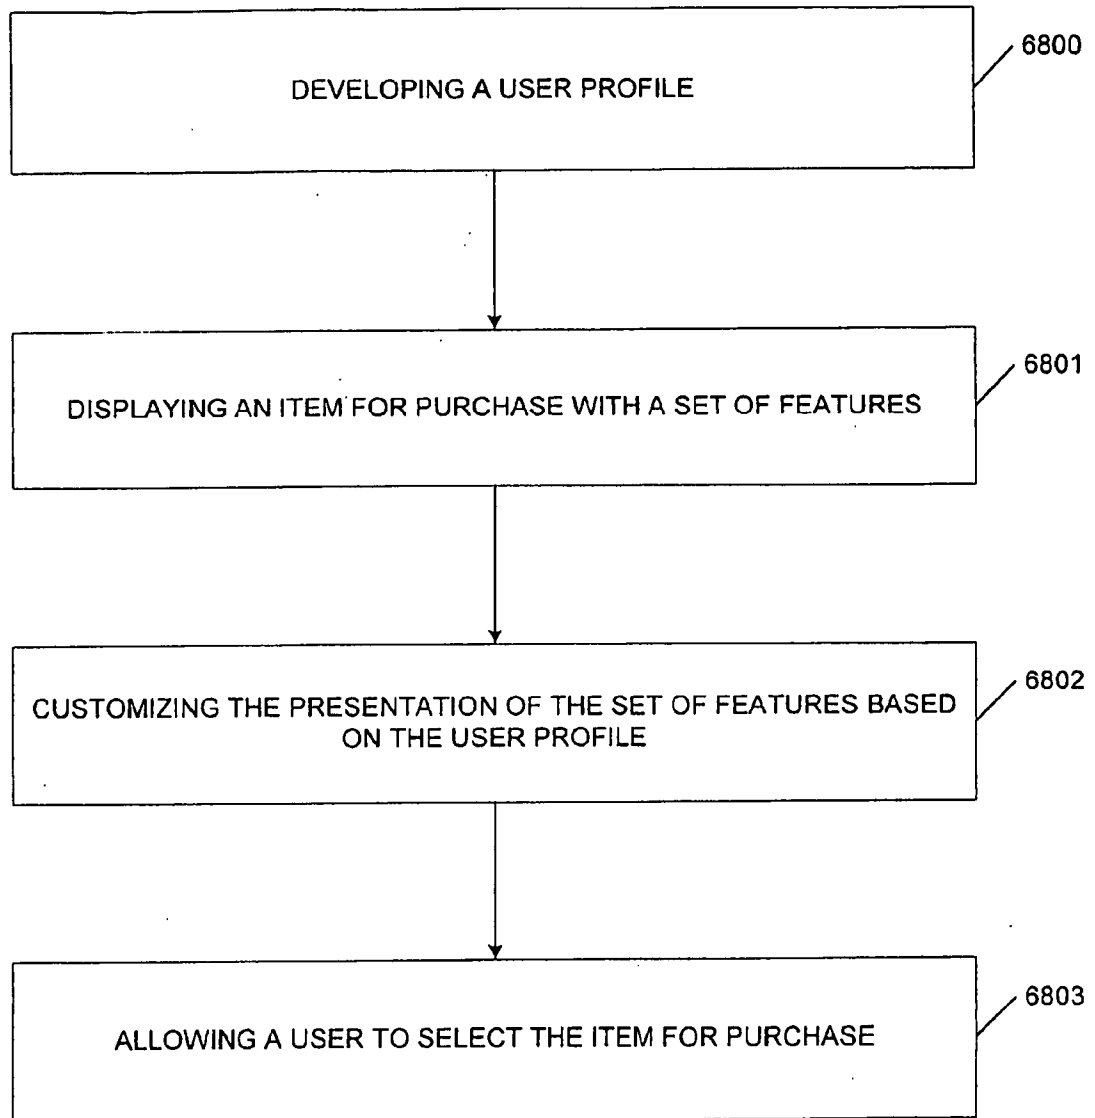 DEVELOPING A USER PROFILE
6800
DISPLAYING AN ITEM FOR PURCHASE WITH A SET OF FEATURES
6801
CUSTOMIZING THE PRESENTATION OF THE SET OF FEATURES BASED
ON THE USER PROFILE
6802
ALLOWING A USER TO SELECT THE ITEM FOR PURCHASE
6803